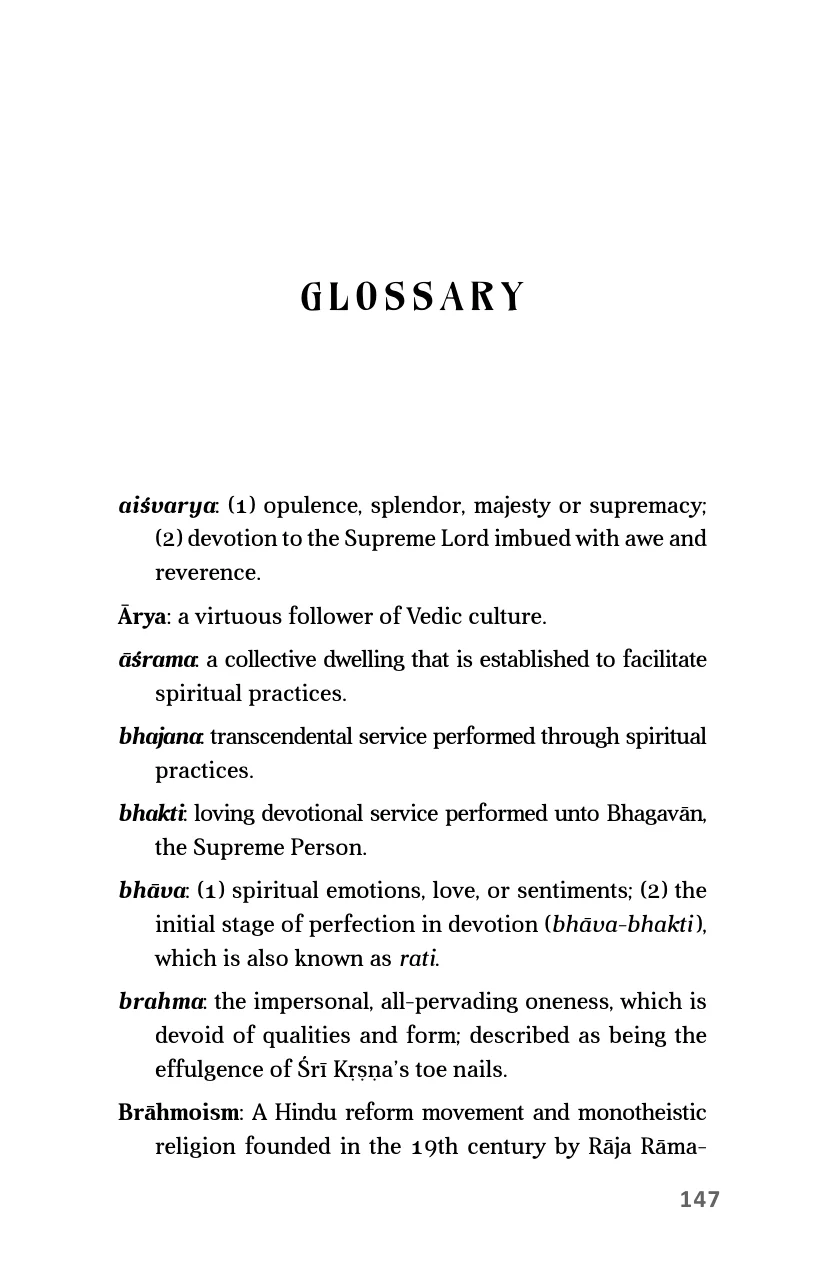 GLOSSARY
aiśvarya: (1) opulence, splendor, majesty or supremacy;
(2) devotion to the Supreme Lord imbued with awe and
reverence.
Ārya: a virtuous follower of Vedic culture.
āśrama: a collective dwelling that is established to facilitate
spiritual practices.
bhajana: transcendental service performed through spiritual
practices.
bhakti: loving devotional service performed unto Bhagavān,
the Supreme Person.
bhāva: (1) spiritual emotions, love, or sentiments; (2) the
initial stage of perfection in devotion (bhāva-bhakti),
which is also known as rati.
brahma: the impersonal, all-pervading oneness, which is
devoid of qualities and form; described as being the
effulgence of Śrī Kṛṣṇa's toe nails.
Brāhmoism: A Hindu reform movement and monotheistic
religion founded in the 19th century by Rāja Rāma-
147